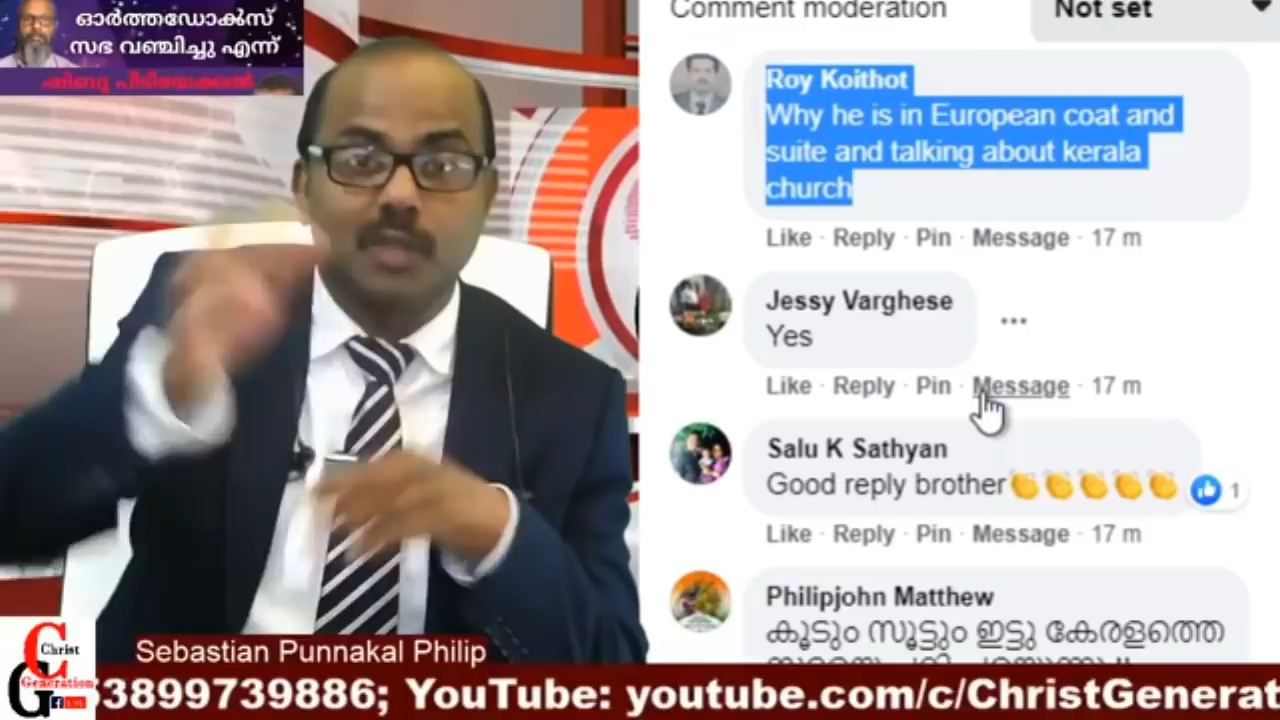 ഓർത്തഡോക്സ്
സഭ വഞ്ചിച്ചു എന്ന്
ഷിബു പീടിയേക്കൽ
Comment moderation
Not set
Roy Koithot
Why he is in European coat and
suite and talking about kerala
church
Like · Reply · Pin · Message · 17 m
Jessy Varghese
Yes
Like · Reply · Pin · Message · 17 m
Salu K Sathyan
Good reply brother👏👏👏👏👏
1
Like · Reply · Pin · Message · 17 m
Philipjohn Matthew
കൂടും സൂട്ടും ഇട്ടു കേരളത്തെ
Sebastian Punnakal Philip
Christ
Generation
53899739886; YouTube: youtube.com/c/ChristGenerat